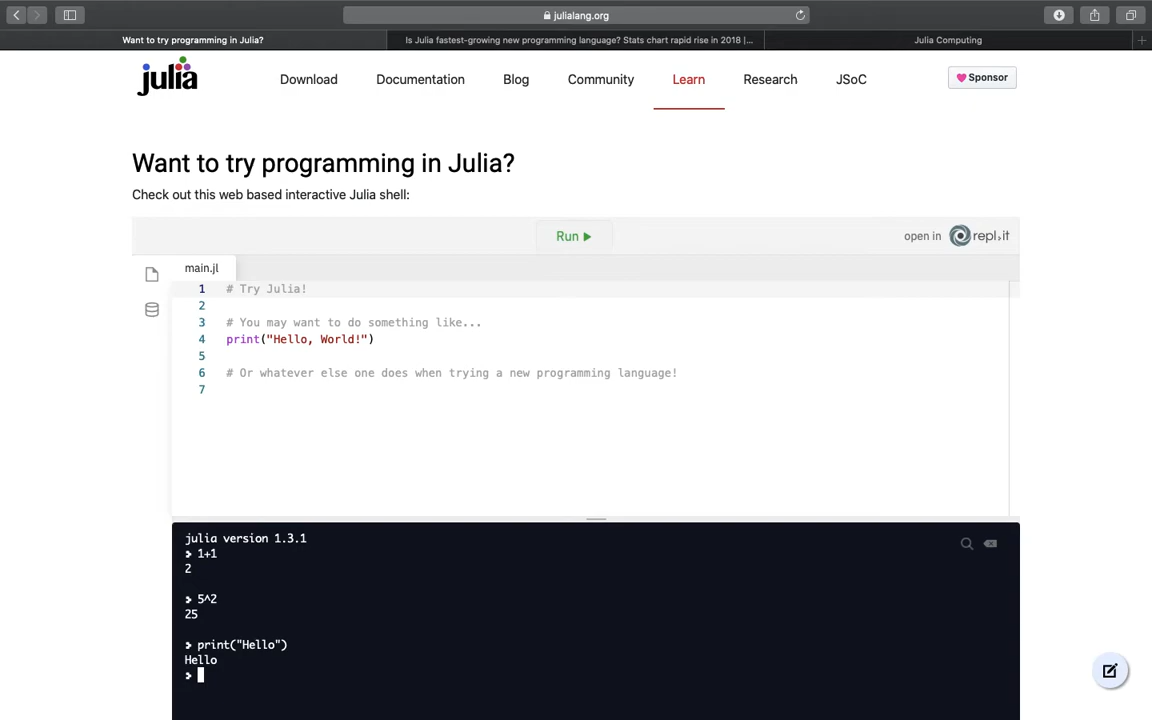 julialang.org
Want to try programming in Julia?
Is Julia fastest-growing new programming language? Stats chart rapid rise in 2018 |...
Julia Computing
julia
Download
Documentation
Blog
Community
Learn
Research
JSoC
Sponsor
Want to try programming in Julia?
Check out this web based interactive Julia shell:
Run
open in
repl.it
main.jl
1 # Try Julia!
2
3 # You may want to do something like...
4 print("Hello, World!")
5
6 # Or whatever else one does when trying a new programming language!
7
julia version 1.3.1
> 1+1
2
> 5^2
25
> print("Hello")
Hello
>